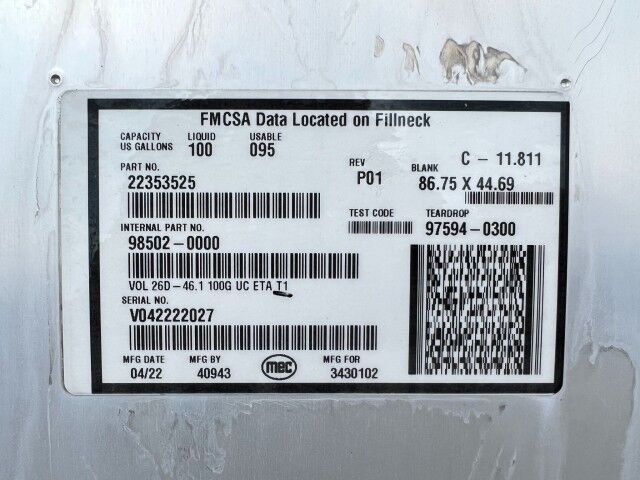 FMCSA Data Located on Fillneck
CAPACITY LIQUID USABLE
US GALLONS 100 095
PART NO. REV BLANK C - 11.811
22353525 P01 86.75 X 44.69
TEST CODE TEARDROP
INTERNAL PART NO. 97594-0300
98502-0000
VOL 26D-46.1 100G UC ETA T1
SERIAL NO.
V042222027
MFG DATE MFG BY mec MFG FOR
04/22 40943 3430102